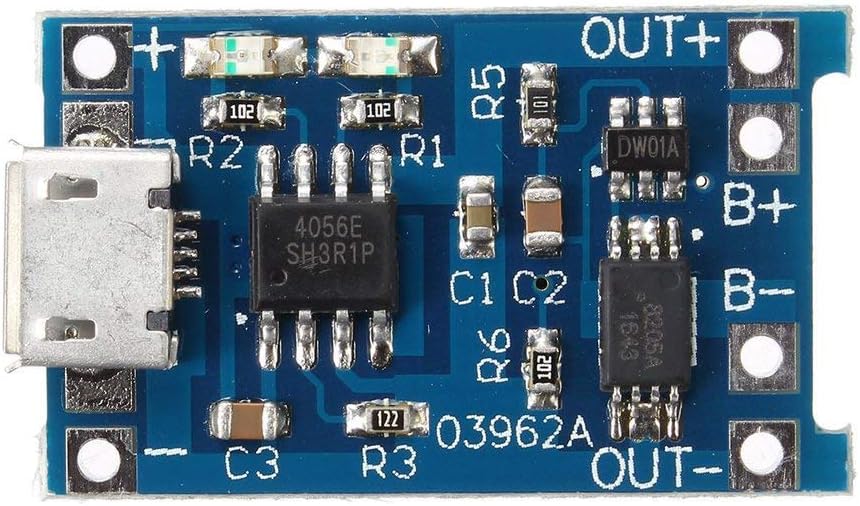 +
OUT+
R5
102
102
101
R2
R1
DW01A
4056E
SH3R1P
B+
C1
C2
B-
8205A
1643
R6
102
122
03962A
-
C3
R3
OUT-